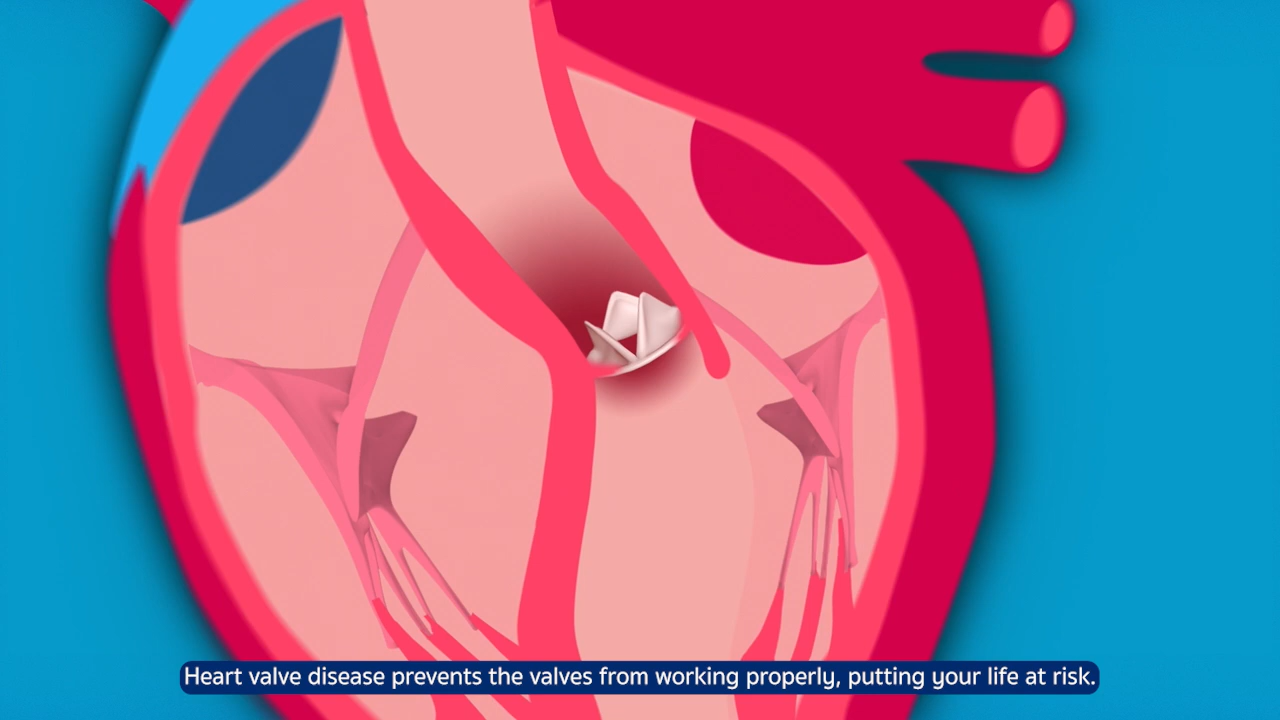 Heart valve disease prevents the valves from working properly, putting your life at risk.